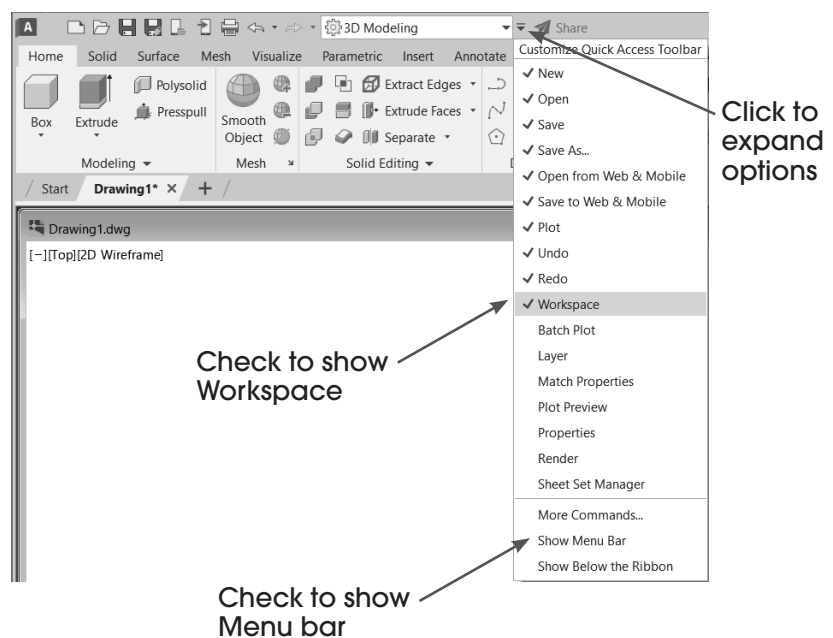 A
3D Modeling
Share
Home Solid Surface Mesh Visualize Parametric Insert Annotate
Customize Quick Access Toolbar
Box
Extrude
Polysolid
Presspull
Smooth
Object
Extract Edges
Extrude Faces
Separate
Modeling
Mesh
Solid Editing
Start
Drawing1*
Drawing1.dwg
[−][Top][2D Wireframe]
✓ New
✓ Open
✓ Save
✓ Save As...
✓ Open from Web & Mobile
✓ Save to Web & Mobile
✓ Plot
✓ Undo
✓ Redo
✓ Workspace
Batch Plot
Layer
Match Properties
Plot Preview
Properties
Render
Sheet Set Manager
More Commands...
Show Menu Bar
Show Below the Ribbon
Click to
expand
options
Check to show
Workspace
Check to show
Menu bar